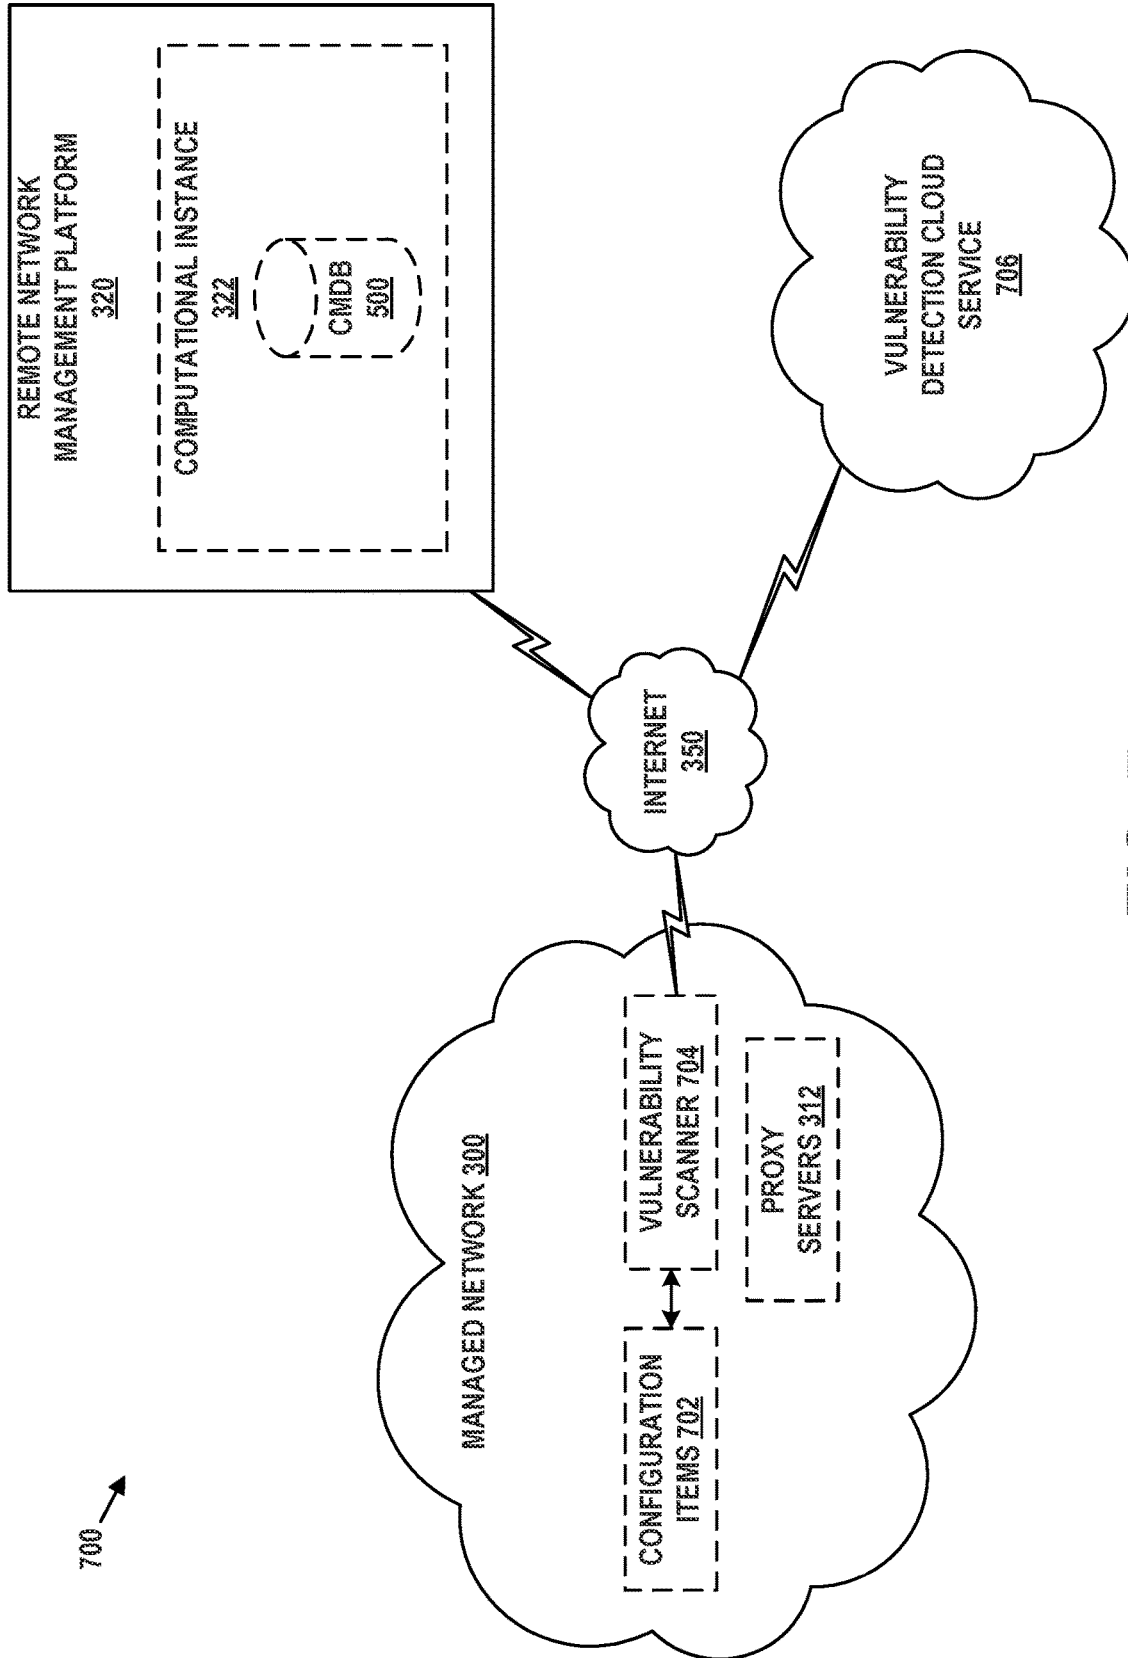 700
MANAGED NETWORK 300
CONFIGURATION
ITEMS 702
VULNERABILITY
SCANNER 704
PROXY
SERVERS 312
INTERNET
350
REMOTE NETWORK
MANAGEMENT PLATFORM
320
COMPUTATIONAL INSTANCE
322
CMDB
500
VULNERABILITY
DETECTION CLOUD
SERVICE
706